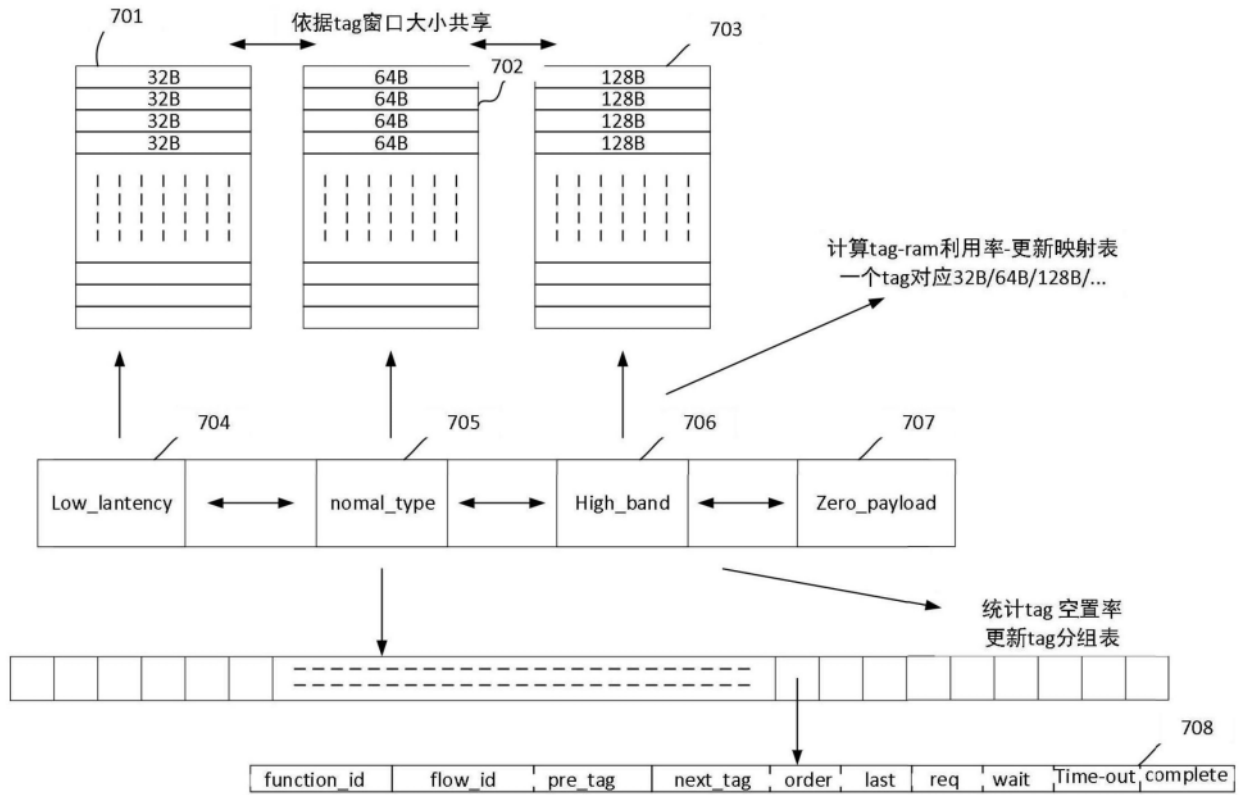 701
依据tag窗口大小共享
703
702
32B
64B
128B
32B
64B
128B
32B
64B
128B
32B
64B
128B
计算tag-ram利用率-更新映射表
一个tag对应32B/64B/128B/...
704
705
706
707
Low_lantency
nomal_type
High_band
Zero_payload
统计tag 空置率
更新tag分组表
708
function_id
flow_id
pre_tag
next_tag
order
last
req
wait
Time-out
complete